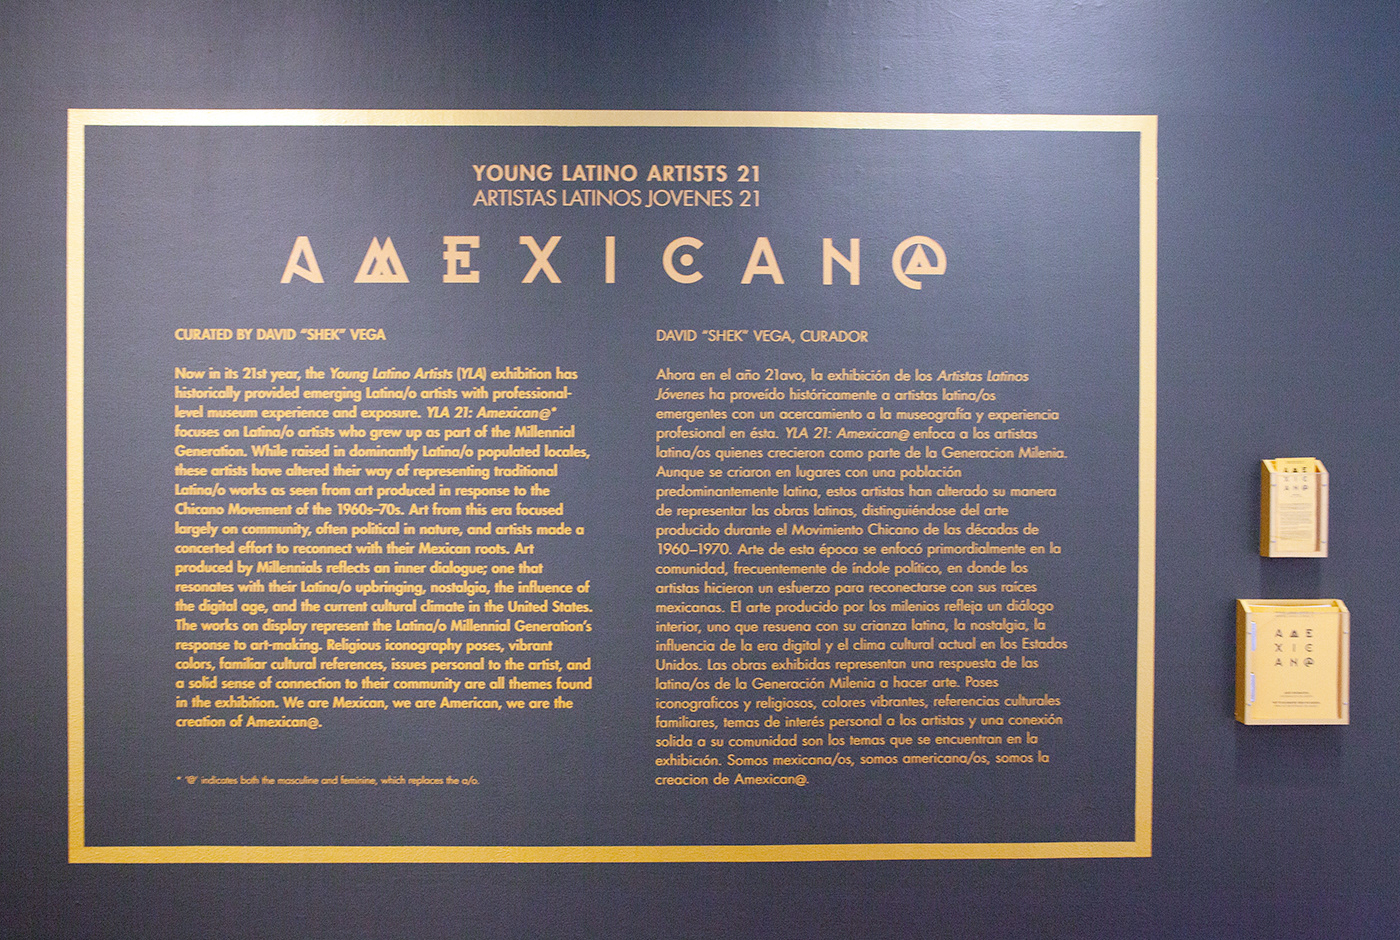 YOUNG LATINO ARTISTS 21
ARTISTAS LATINOS JOVENES 21
AMEXICAN@
CURATED BY DAVID “SHEK” VEGA
Now in its 21st year, the Young Latino Artists (YLA) exhibition has
historically provided emerging Latina/o artists with professional-
level museum experience and exposure. YLA 21: Amexican@*
focuses on Latina/o artists who grew up as part of the Millennial
Generation. While raised in dominantly Latina/o populated locales,
these artists have altered their way of representing traditional
Latina/o works as seen from art produced in response to the
Chicano Movement of the 1960s–70s. Art from this era focused
largely on community, often political in nature, and artists made a
concerted effort to reconnect with their Mexican roots. Art
produced by Millennials reflects an inner dialogue; one that
resonates with their Latina/o upbringing, nostalgia, the influence of
the digital age, and the current cultural climate in the United States.
The works on display represent the Latina/o Millennial Generation’s
response to art-making. Religious iconography poses, vibrant
colors, familiar cultural references, issues personal to the artist, and
a solid sense of connection to their community are all themes found
in the exhibition. We are Mexican, we are American, we are the
creation of Amexican@.
* ‘@’ indicates both the masculine and feminine, which replaces the a/o.
DAVID “SHEK” VEGA, CURADOR
Ahora en el año 21avo, la exhibición de los Artistas Latinos
Jóvenes ha proveído históricamente a artistas latina/os
emergentes con un acercamiento a la museografía y experiencia
profesional en ésta. YLA 21: Amexican@ enfoca a los artistas
latina/os quienes crecieron como parte de la Generacion Milenia.
Aunque se criaron en lugares con una población
predominantemente latina, estos artistas han alterado su manera
de representar las obras latinas, distinguiéndose del arte
producido durante el Movimiento Chicano de las décadas de
1960–1970. Arte de esta época se enfocó primordialmente en la
comunidad, frecuentemente de índole político, en donde los
artistas hicieron un esfuerzo para reconectarse con sus raíces
mexicanas. El arte producido por los milenios refleja un diálogo
interior, uno que resuena con su crianza latina, la nostalgia, la
influencia de la era digital y el clima cultural actual en los Estados
Unidos. Las obras exhibidas representan una respuesta de las
latina/os de la Generación Milenia a hacer arte. Poses
iconograficos y religiosos, colores vibrantes, referencias culturales
familiares, temas de interés personal a los artistas y una conexión
solida a su comunidad son los temas que se encuentran en la
exhibición. Somos mexicana/os, somos americana/os, somos la
creacion de Amexican@.
AME
XIC
AN@
AME
XIC
AN@